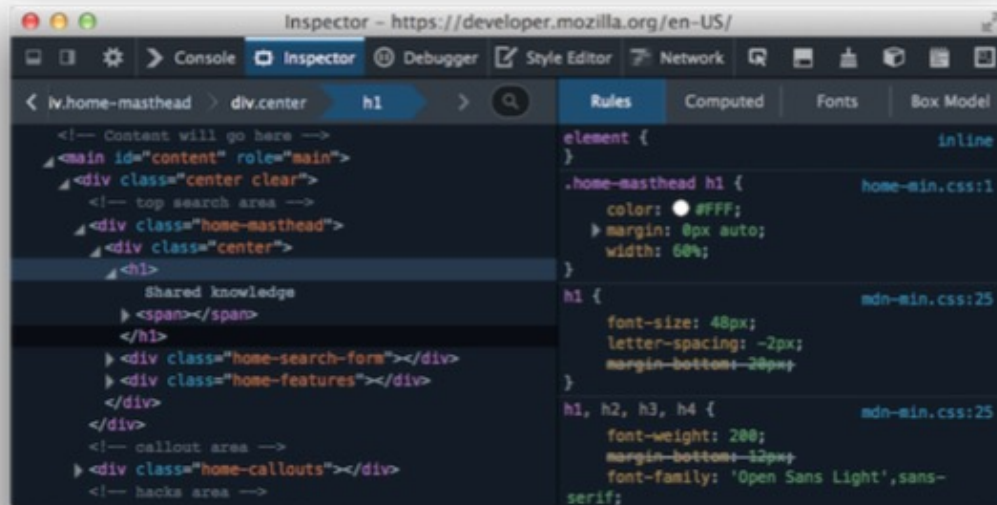 Inspector – https://developer.mozilla.org/en-US/
Console Inspector Debugger Style Editor Network
iv.home-masthead div.center h1
Rules Computed Fonts Box Model
<!-- Content will go here -->
<main id="content" role="main">
<div class="center clear">
<!-- top search area -->
<div class="home-masthead">
<div class="center">
<h1>
Shared knowledge
<span></span>
</h1>
<div class="home-search-form"></div>
<div class="home-features"></div>
</div>
</div>
<!-- callout area -->
<div class="home-callouts"></div>
<!-- hacks area -->
element { inline
}
.home-masthead h1 { home-min.css:1
color: #FFF;
margin: 0px auto;
width: 60%;
}
h1 { mdn-min.css:25
font-size: 48px;
letter-spacing: -2px;
margin-bottom: 20px;
}
h1, h2, h3, h4 { mdn-min.css:25
font-weight: 200;
margin-bottom: 12px;
font-family: 'Open Sans Light',sans-
serif;